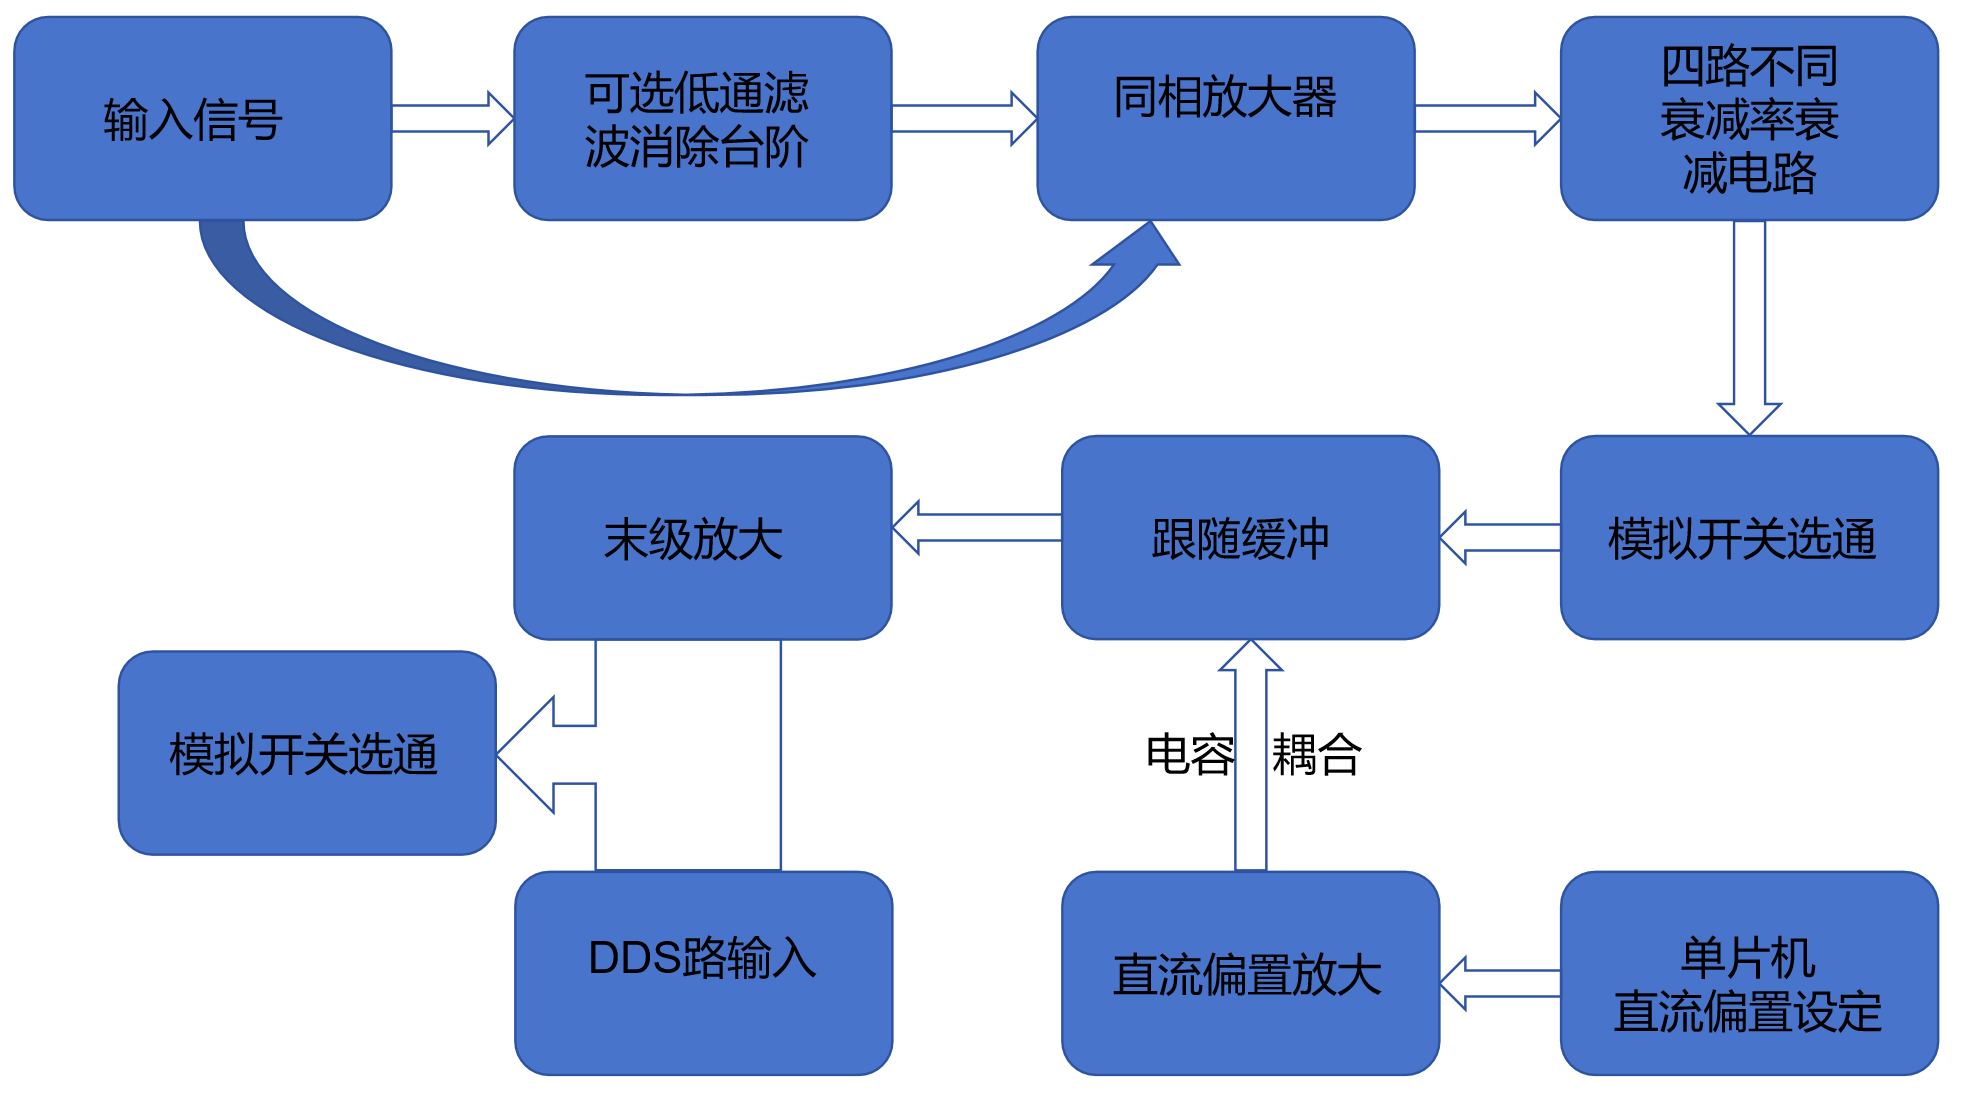 输入信号
可选低通滤
波消除台阶
同相放大器
四路不同
衰减率衰
减电路
末级放大
跟随缓冲
模拟开关选通
模拟开关选通
电容 耦合
DDS路输入
直流偏置放大
单片机
直流偏置设定